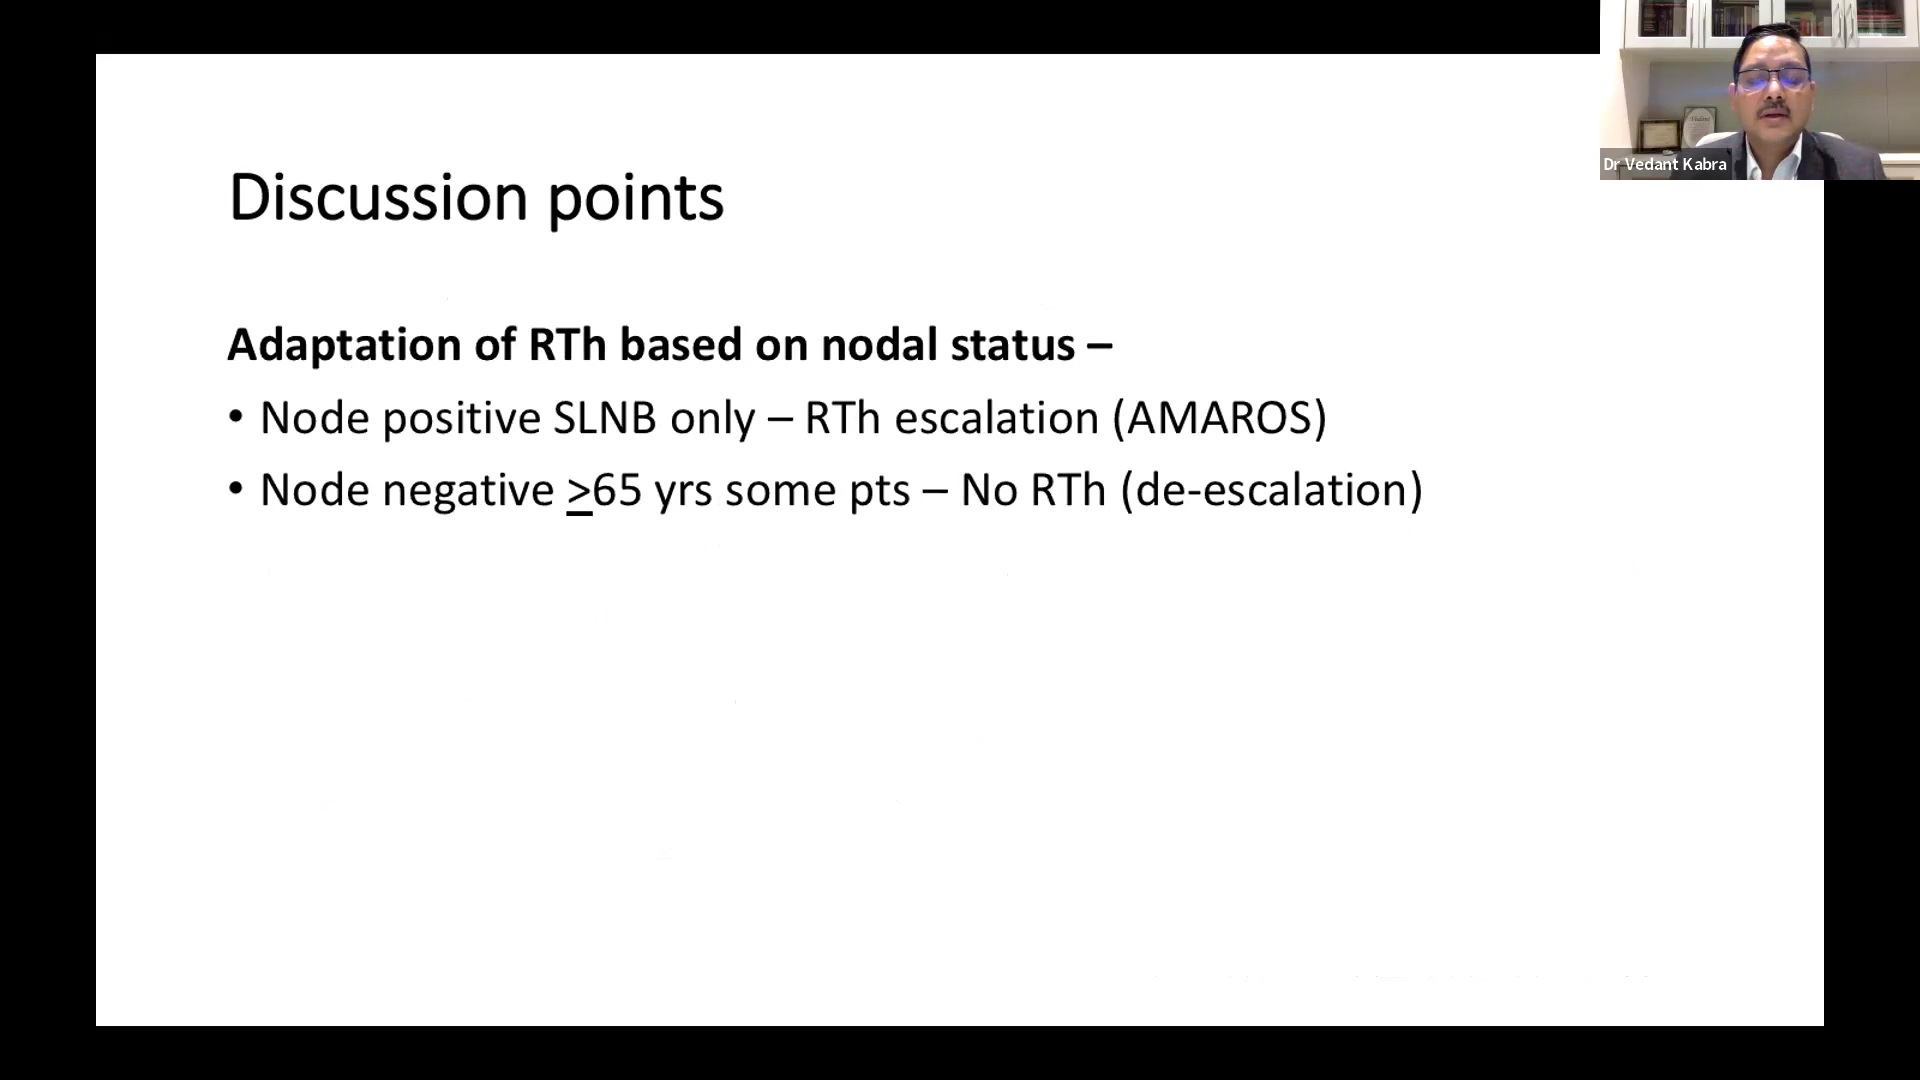 Discussion points
Adaptation of RTh based on nodal status –
• Node positive SLNB only – RTh escalation (AMAROS)
• Node negative >65 yrs some pts – No RTh (de-escalation)
Dr Vedant Kabra